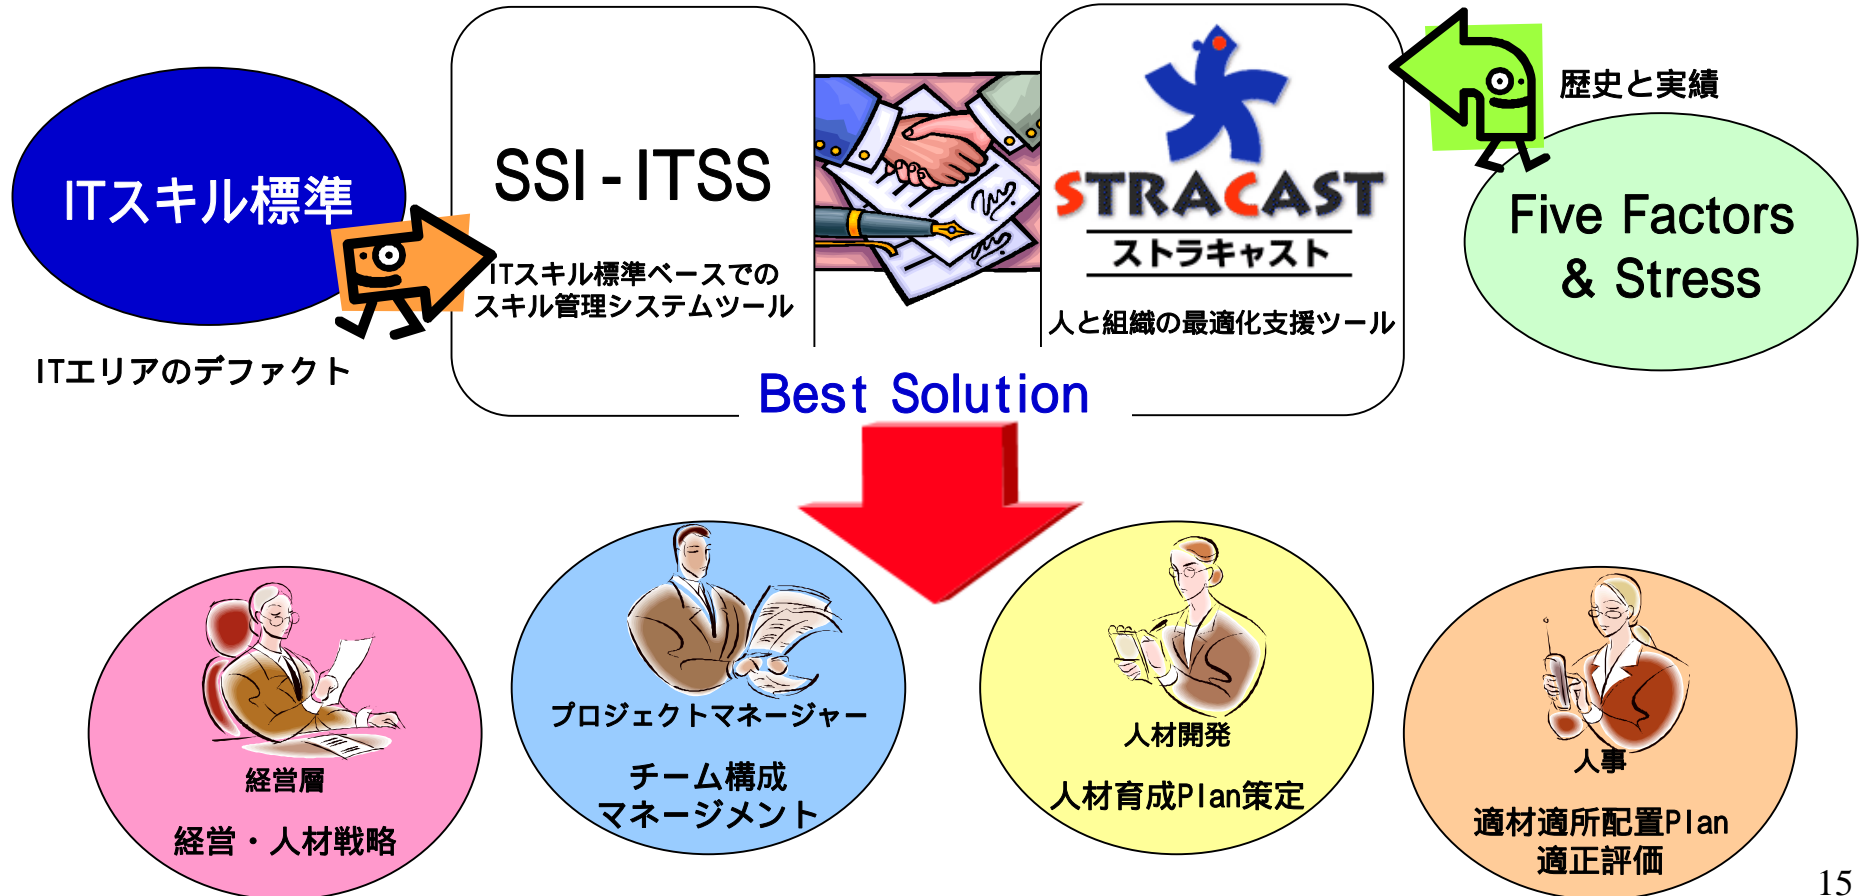 ITスキル標準
ITエリアのデファクト
SSI-ITSS
ITスキル標準ベースでの
スキル管理システムツール
STRACAST
ストラキャスト
人と組織の最適化支援ツール
歴史と実績
Five Factors
& Stress
Best Solution
経営層
経営・人材戦略
プロジェクトマネージャー
チーム構成
マネージメント
人材開発
人材育成Plan策定
人事
適材適所配置Plan
適正評価
15